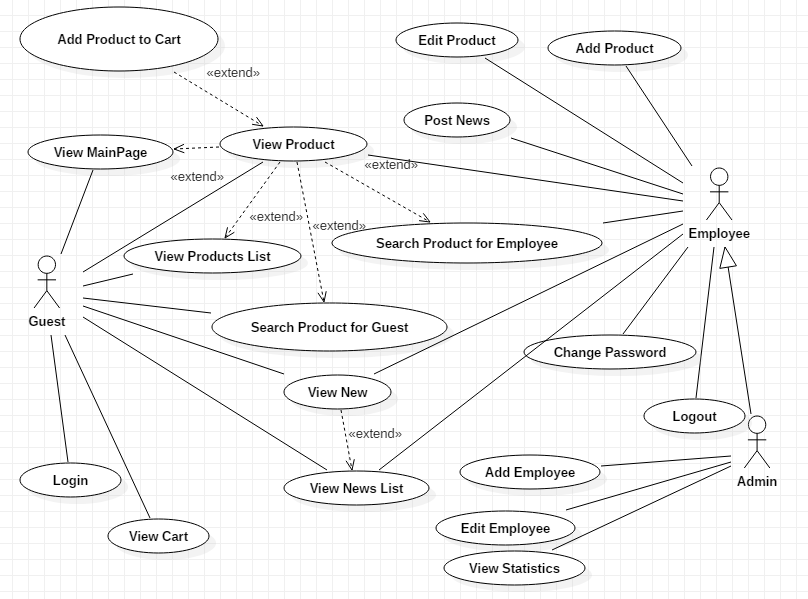 Add Product to Cart
Edit Product
Add Product
«extend»
Post News
View Product
View MainPage
«extend»
«extend»
«extend»
«extend»
Employee
Search Product for Employee
View Products List
Guest
Search Product for Guest
Change Password
View New
Logout
«extend»
Add Employee
Login
Admin
View News List
Edit Employee
View Cart
View Statistics